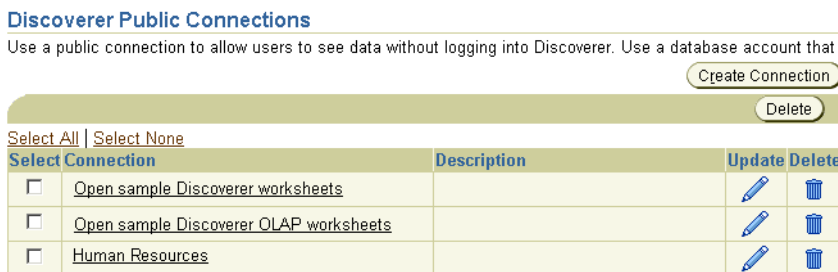 Discoverer Public Connections
Use a public connection to allow users to see data without logging into Discoverer. Use a database account that
Create Connection
Delete
Select All | Select None
Select Connection Description Update Delete
Open sample Discoverer worksheets
Open sample Discoverer OLAP worksheets
Human Resources